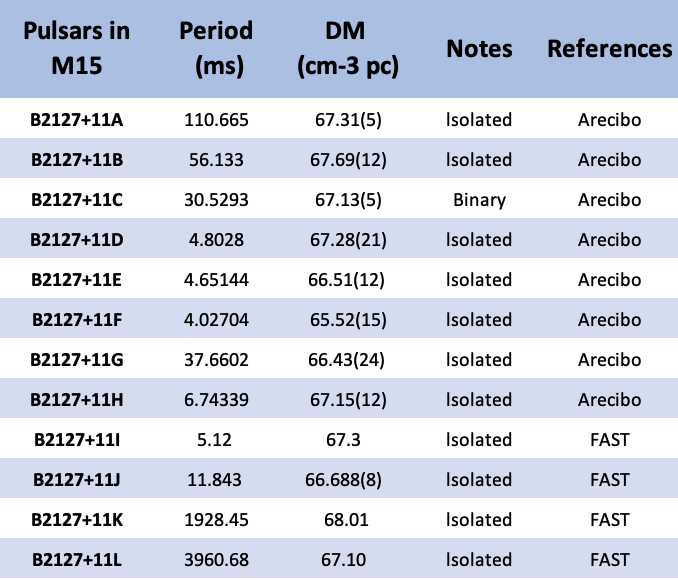 Pulsars in M15 Period (ms) DM (cm-3 pc) Notes References
B2127+11A 110.665 67.31(5) Isolated Arecibo
B2127+11B 56.133 67.69(12) Isolated Arecibo
B2127+11C 30.5293 67.13(5) Binary Arecibo
B2127+11D 4.8028 67.28(21) Isolated Arecibo
B2127+11E 4.65144 66.51(12) Isolated Arecibo
B2127+11F 4.02704 65.52(15) Isolated Arecibo
B2127+11G 37.6602 66.43(24) Isolated Arecibo
B2127+11H 6.74339 67.15(12) Isolated Arecibo
B2127+11I 5.12 67.3 Isolated FAST
B2127+11J 11.843 66.688(8) Isolated FAST
B2127+11K 1928.45 68.01 Isolated FAST
B2127+11L 3960.68 67.10 Isolated FAST